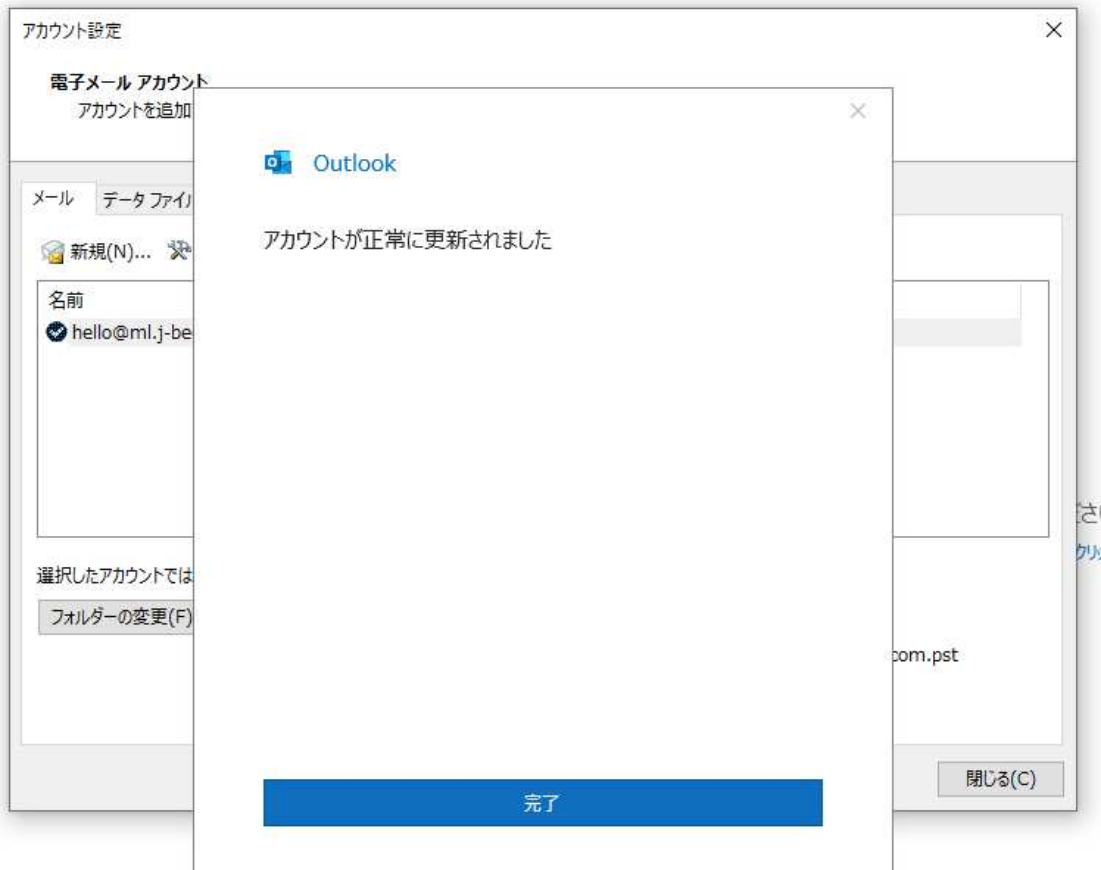 アカウント設定
電子メール アカウント
アカウントを追加
Outlook
アカウントが正常に更新されました
メール
データ ファイル
新規(N)...
名前
hello@ml.j-be
選択したアカウントでは
フォルダーの変更(F)
com.pst
完了
閉じる(C)